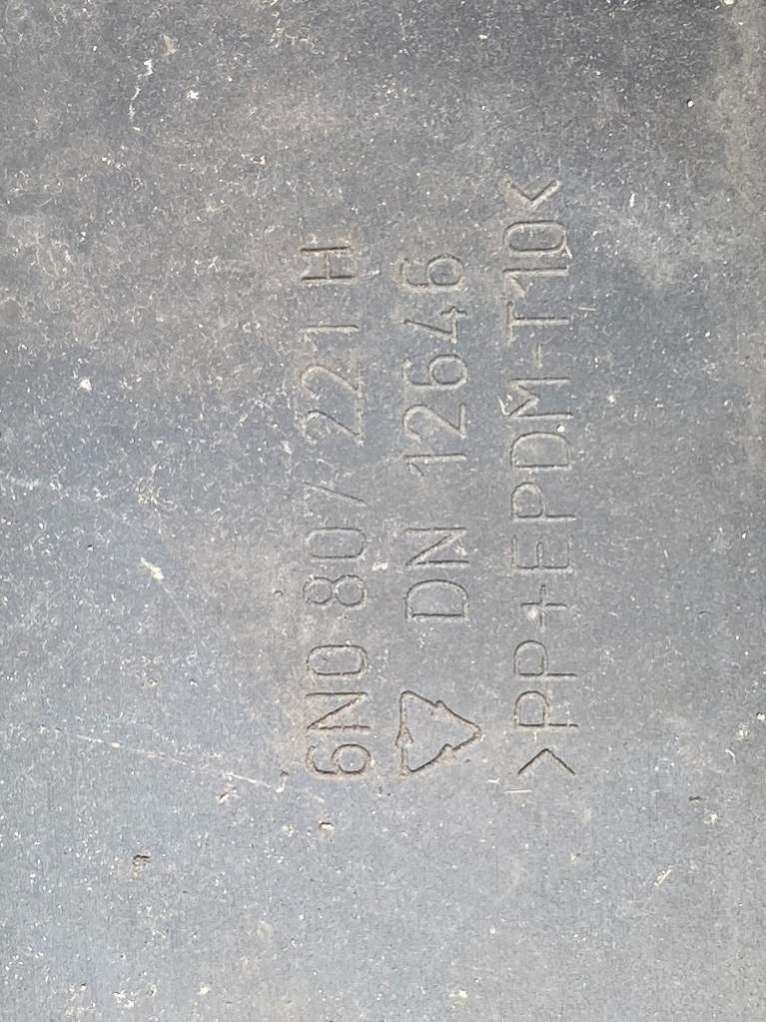 6N0 807 221 H
DN 12646
>PP+EPDM-T10<